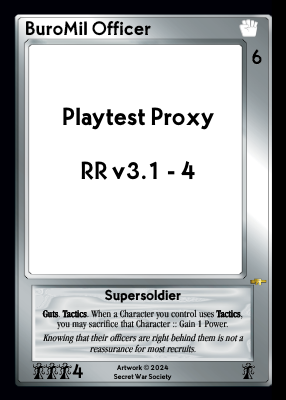 BuroMil Officer
6
Playtest Proxy
RR v3.1 - 4
Supersoldier
Guts. Tactics. When a Character you control uses Tactics,
you may sacrifice that Character :: Gain 1 Power.
Knowing that their officers are right behind them is not a
reassurance for most recruits.
4
Artwork © 2024
Secret War Society